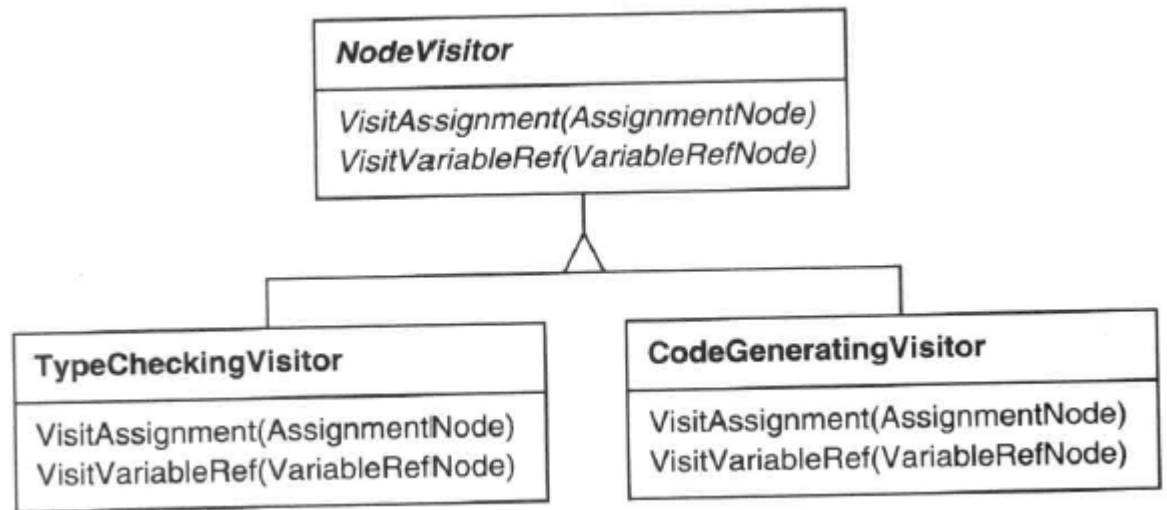 NodeVisitor
VisitAssignment(AssignmentNode)
VisitVariableRef(VariableRefNode)
TypeCheckingVisitor
VisitAssignment(AssignmentNode)
VisitVariableRef(VariableRefNode)
CodeGeneratingVisitor
VisitAssignment(AssignmentNode)
VisitVariableRef(VariableRefNode)